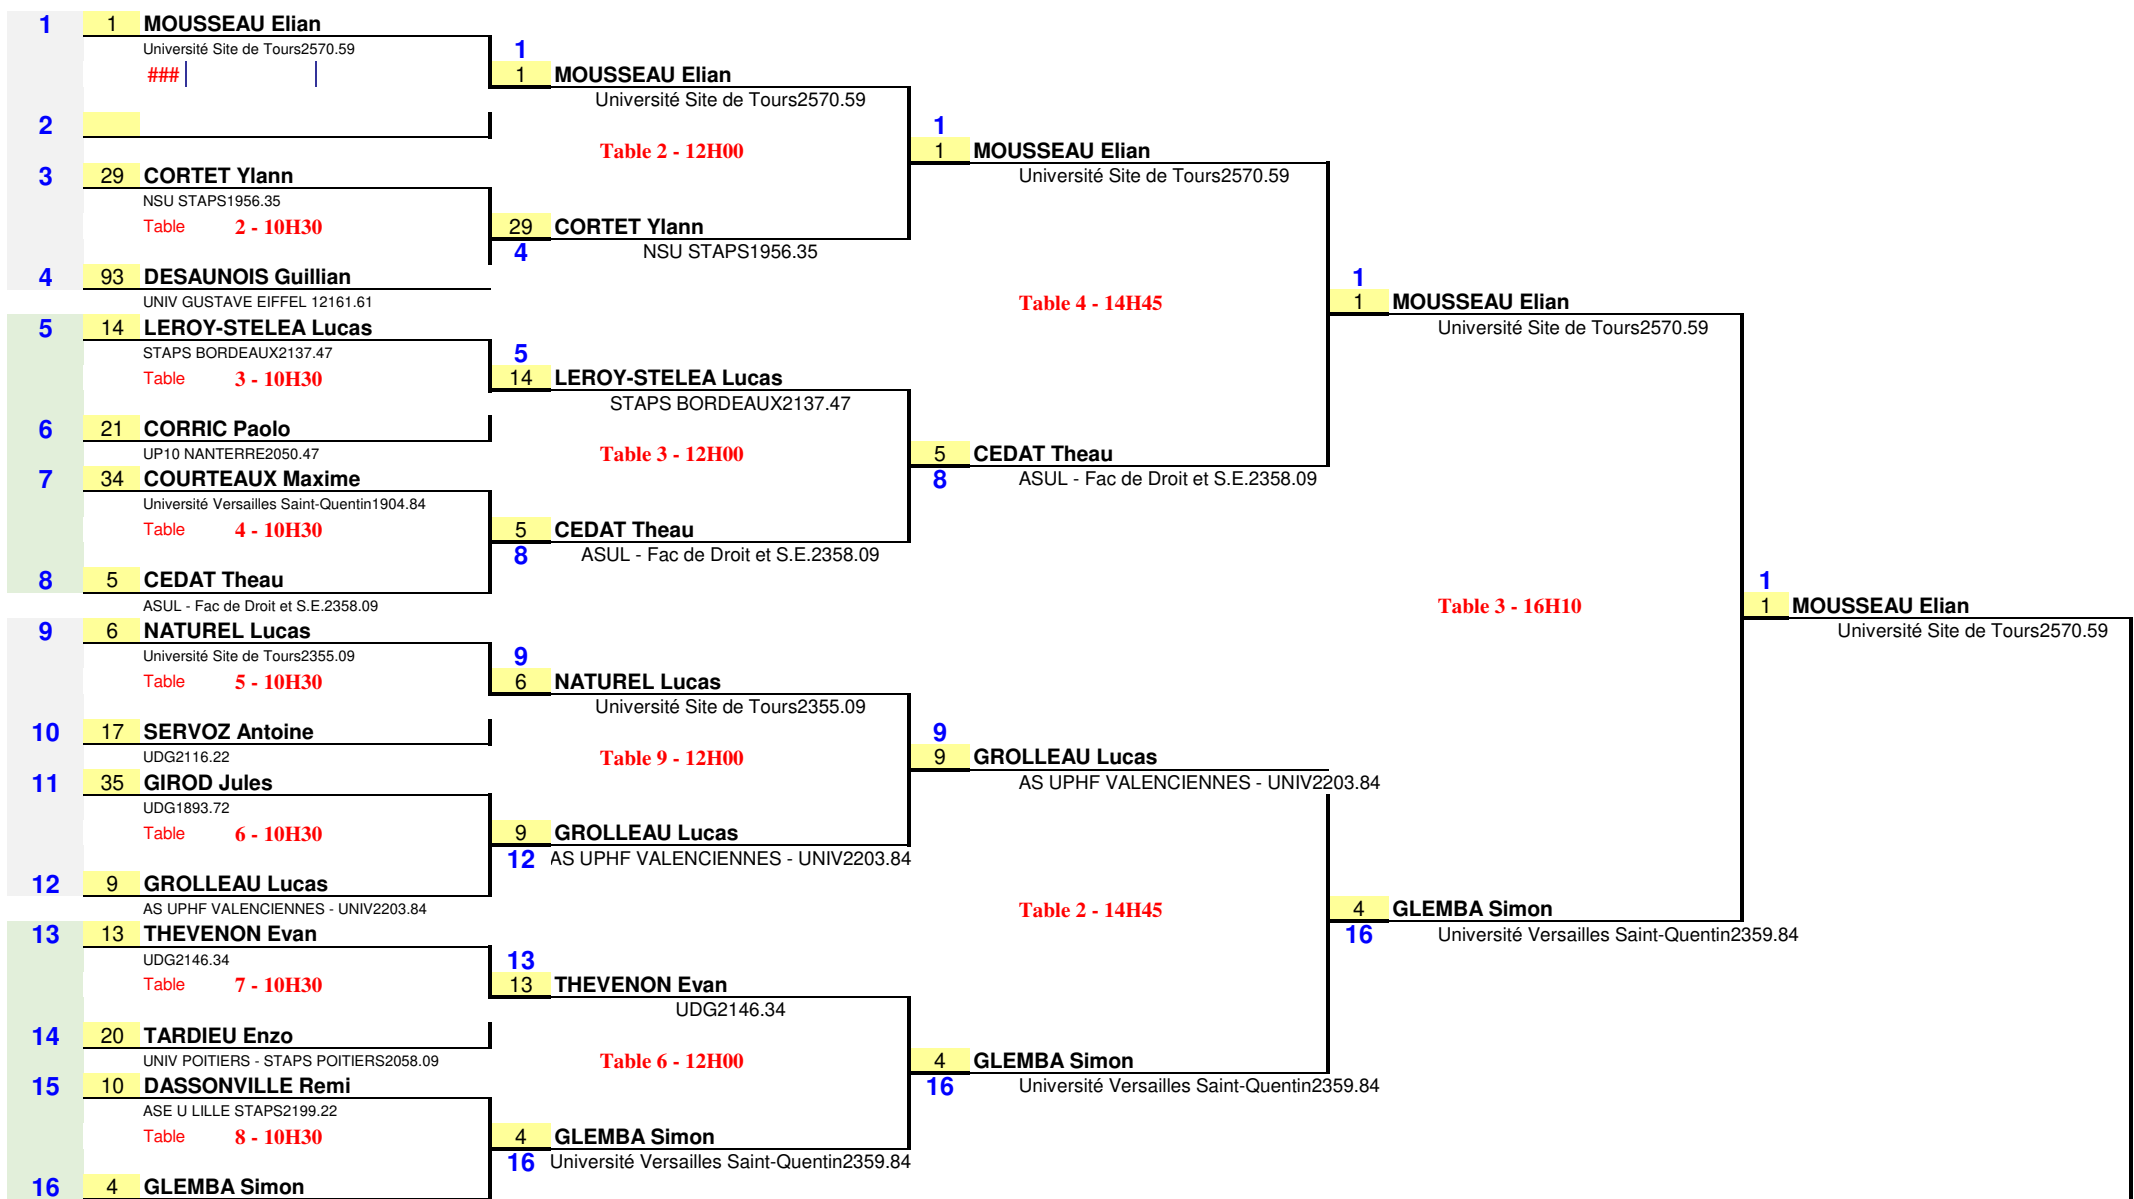 1 1 MOUSSEAU Elian
Université Site de Tours2570.59
1
### 1 MOUSSEAU Elian
Université Site de Tours2570.59
2 1
Table 2 - 12H00 1 MOUSSEAU Elian
3 29 CORTET Ylann Université Site de Tours2570.59
NSU STAPS1956.35
Table 2 - 10H30 29 CORTET Ylann
4 NSU STAPS1956.35
4 93 DESAUNOIS Guillian 1
UNIV GUSTAVE EIFFEL 12161.61 Table 4 - 14H45 1 MOUSSEAU Elian
5 14 LEROY-STELEA Lucas Université Site de Tours2570.59
STAPS BORDEAUX2137.47 5
Table 3 - 10H30 14 LEROY-STELEA Lucas
STAPS BORDEAUX2137.47
6 21 CORRIC Paolo
UP10 NANTERRE2050.47 Table 3 - 12H00 5 CEDAT Theau
7 34 COURTEAUX Maxime 8 ASUL - Fac de Droit et S.E.2358.09
Université Versailles Saint-Quentin1904.84
Table 4 - 10H30 5 CEDAT Theau
8 ASUL - Fac de Droit et S.E.2358.09
8 5 CEDAT Theau 1
ASUL - Fac de Droit et S.E.2358.09 Table 3 - 16H10 1 MOUSSEAU Elian
9 6 NATUREL Lucas Université Site de Tours2570.59
Université Site de Tours2355.09 9
Table 5 - 10H30 6 NATUREL Lucas
Université Site de Tours2355.09
10 17 SERVOZ Antoine 9
UDG2116.22 Table 9 - 12H00 9 GROLLEAU Lucas
11 35 GIROD Jules AS UPHF VALENCIENNES - UNIV2203.84
UDG1893.72
Table 6 - 10H30 9 GROLLEAU Lucas
12 AS UPHF VALENCIENNES - UNIV2203.84
12 9 GROLLEAU Lucas
AS UPHF VALENCIENNES - UNIV2203.84 Table 2 - 14H45 4 GLEMBA Simon
13 13 THEVENON Evan 16 Université Versailles Saint-Quentin2359.84
UDG2146.34 13
Table 7 - 10H30 13 THEVENON Evan
UDG2146.34
14 20 TARDIEU Enzo
UNIV POITIERS - STAPS POITIERS2058.09 Table 6 - 12H00 4 GLEMBA Simon
15 10 DASSONVILLE Remi 16 Université Versailles Saint-Quentin2359.84
ASE U LILLE STAPS2199.22
Table 8 - 10H30 4 GLEMBA Simon
16 Université Versailles Saint-Quentin2359.84
16 4 GLEMBA Simon